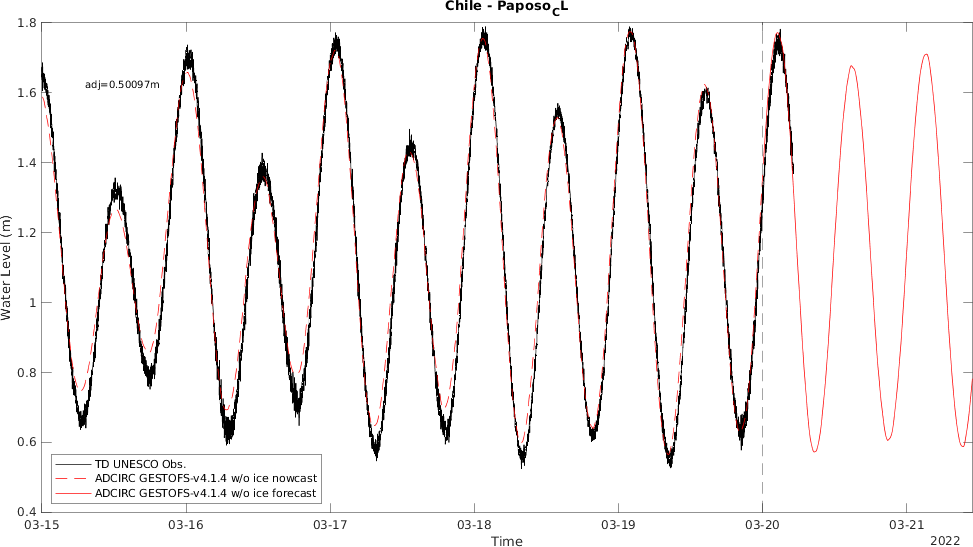 Chile - Paposo_CL
1.8
1.6
1.4
1.2
1
0.8
0.6
0.4
Water Level (m)
adj=0.50097m
TD UNESCO Obs.
ADCIRC GESTOFS-v4.1.4 w/o ice nowcast
ADCIRC GESTOFS-v4.1.4 w/o ice forecast
03-15 03-16 03-17 03-18 03-19 03-20 03-21
Time
2022